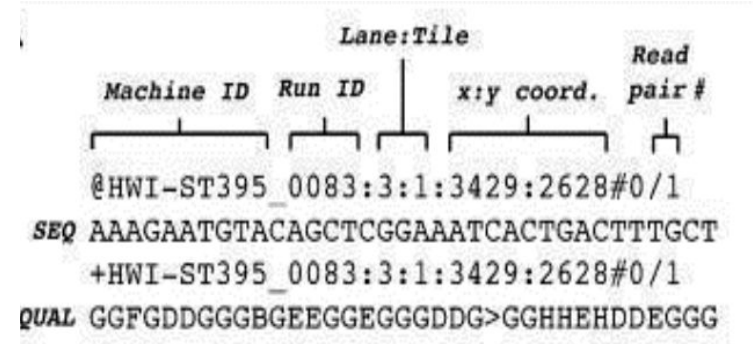 Lane:Tile
Read
Machine ID Run ID x:y coord. pair #
@HWI-ST395_0083:3:1:3429:2628#0/1
SEQ AAAGAATGTACAGCTCGGAAATCACTGACTTTGCT
+HWI-ST395_0083:3:1:3429:2628#0/1
QUAL GGFGDDGGGBGEEGGEGGGDDG>GGHHEHDDEGGG